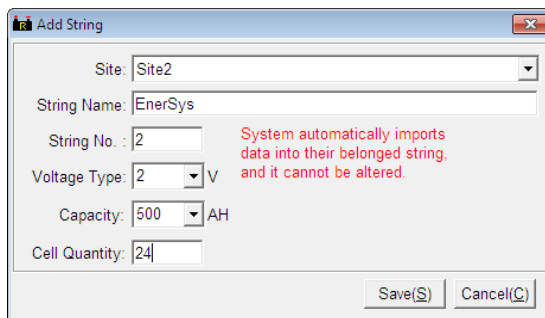 Add String
Site: Site2
String Name: EnerSys
String No. : 2
System automatically imports
data into their belonged string,
and it cannot be altered.
Voltage Type: 2 V
Capacity: 500 AH
Cell Quantity: 24
Save(S) Cancel(C)